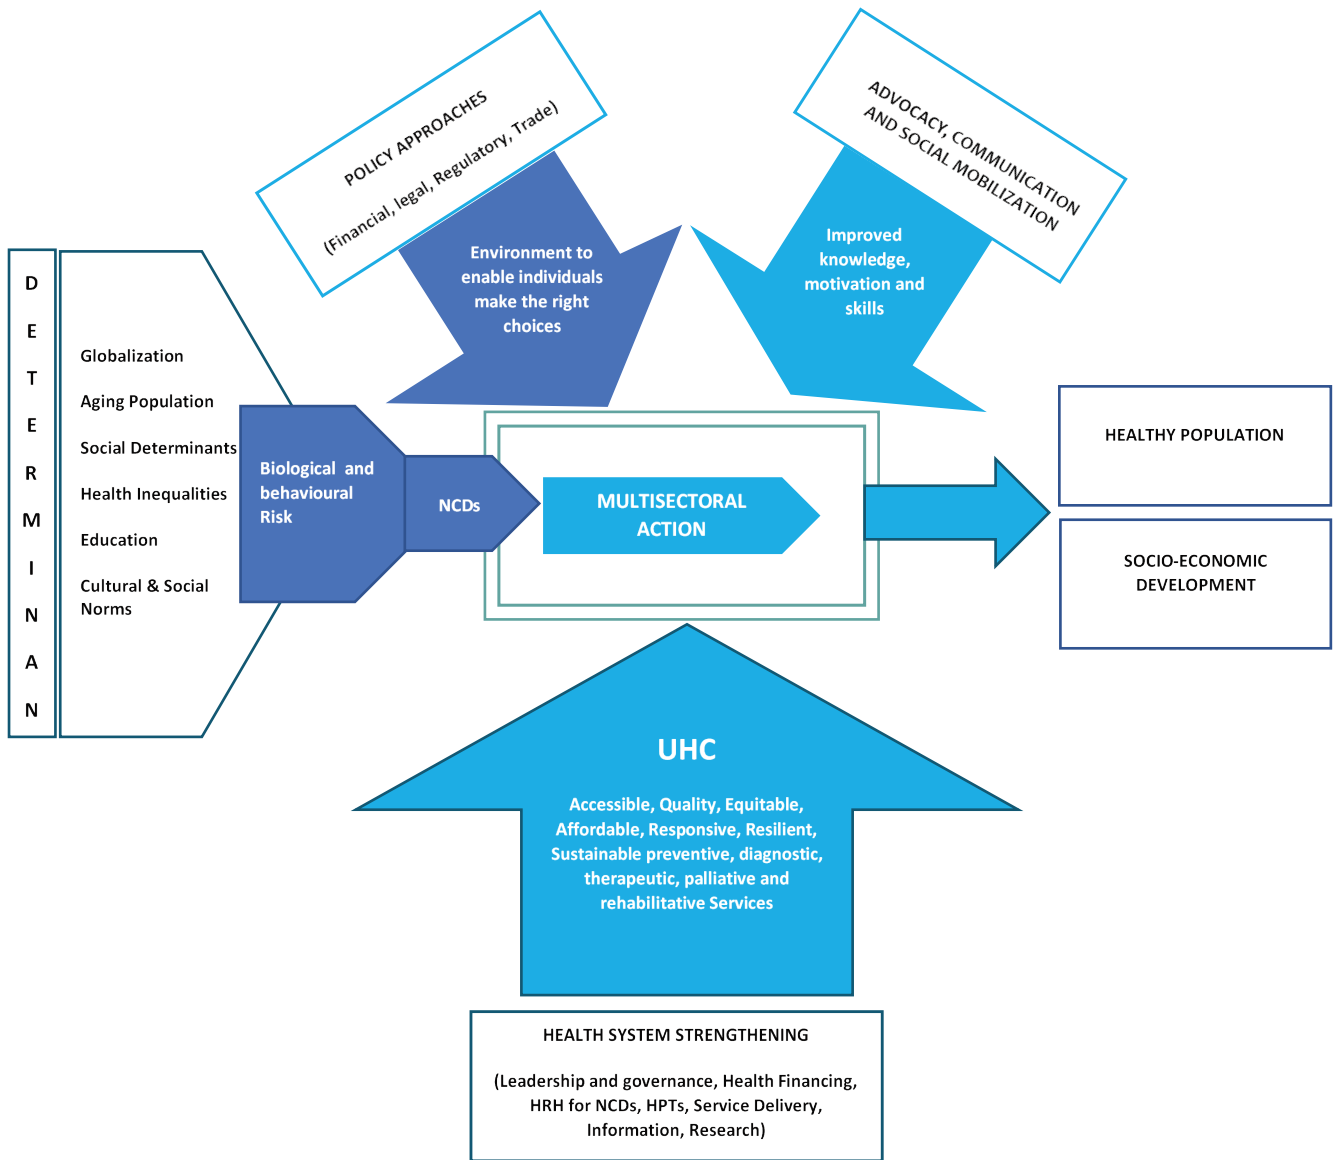 POLICY APPROACHES
(Financial, legal, Regulatory, Trade)
ADVOCACY, COMMUNICATION
AND SOCIAL MOBILIZATION
Environment to
enable individuals
make the right
choices
Improved
knowledge,
motivation and
skills
D
E
T
E
R
M
I
N
A
N
Globalization
Aging Population
Social Determinants
Health Inequalities
Education
Cultural & Social
Norms
Biological and
behavioural
Risk
NCDs
MULTISECTORAL
ACTION
HEALTHY POPULATION
SOCIO-ECONOMIC
DEVELOPMENT
UHC
Accessible, Quality, Equitable,
Affordable, Responsive, Resilient,
Sustainable preventive, diagnostic,
therapeutic, palliative and
rehabilitative Services
HEALTH SYSTEM STRENGTHENING
(Leadership and governance, Health Financing,
HRH for NCDs, HPTs, Service Delivery,
Information, Research)